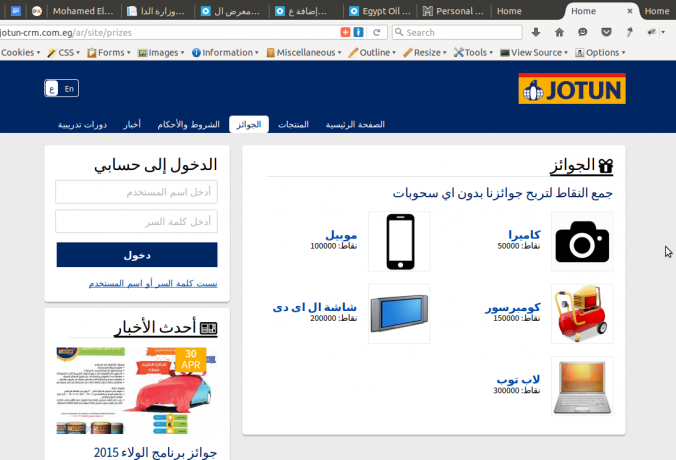 Mohamed El...
وزارة الدا...
معرض ال...
إضافة ع...
Egypt Oil ...
Personal ...
Home
Home
Home
jotun-crm.com.eg/ar/site/prizes
Search
Cookies
CSS
Forms
Images
Information
Miscellaneous
Outline
Resize
Tools
View Source
Options
ع En
JOTUN
الصفحة الرئيسية
المنتجات
الجوائز
الشروط والأحكام
أخبار
دورات تدريبية
الجوائز
جمع النقاط لتربح جوائزنا بدون اي سحوبات
كاميرا
نقاط: 50000
موبيل
نقاط: 100000
كومبرسور
نقاط: 150000
شاشة ال اى دى
نقاط: 200000
لاب توب
نقاط: 300000
الدخول إلى حسابي
أدخل اسم المستخدم
أدخل كلمة السر
دخول
نسيت كلمة السر أو اسم المستخدم
أحدث الأخبار
30
APR
جوائز برنامج الولاء 2015